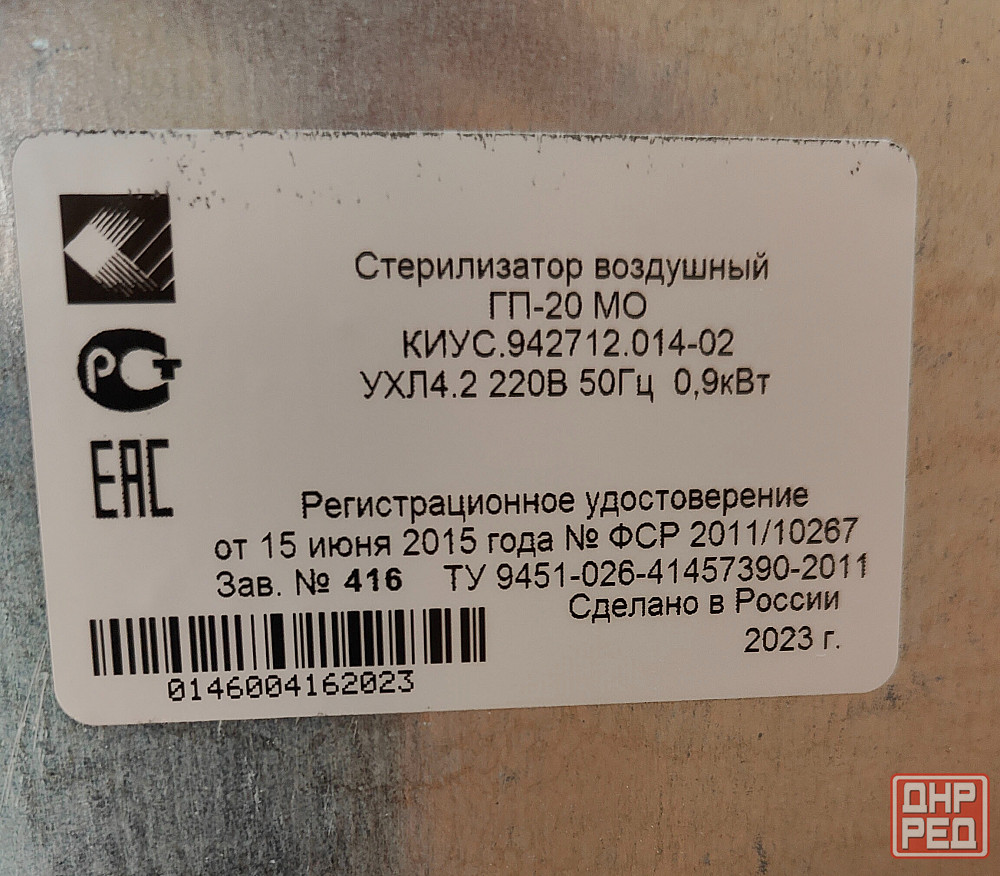 Стерилизатор воздушный
ГП-20 МО
КИУС.942712.014-02
УХЛ4.2 220В 50Гц 0,9кВт
РСТ
EAC
Регистрационное удостоверение
от 15 июня 2015 года № ФСР 2011/10267
Зав. № 416 ТУ 9451-026-41457390-2011
Сделано в России
2023 г.
0146004162023
ДНР
РЕД